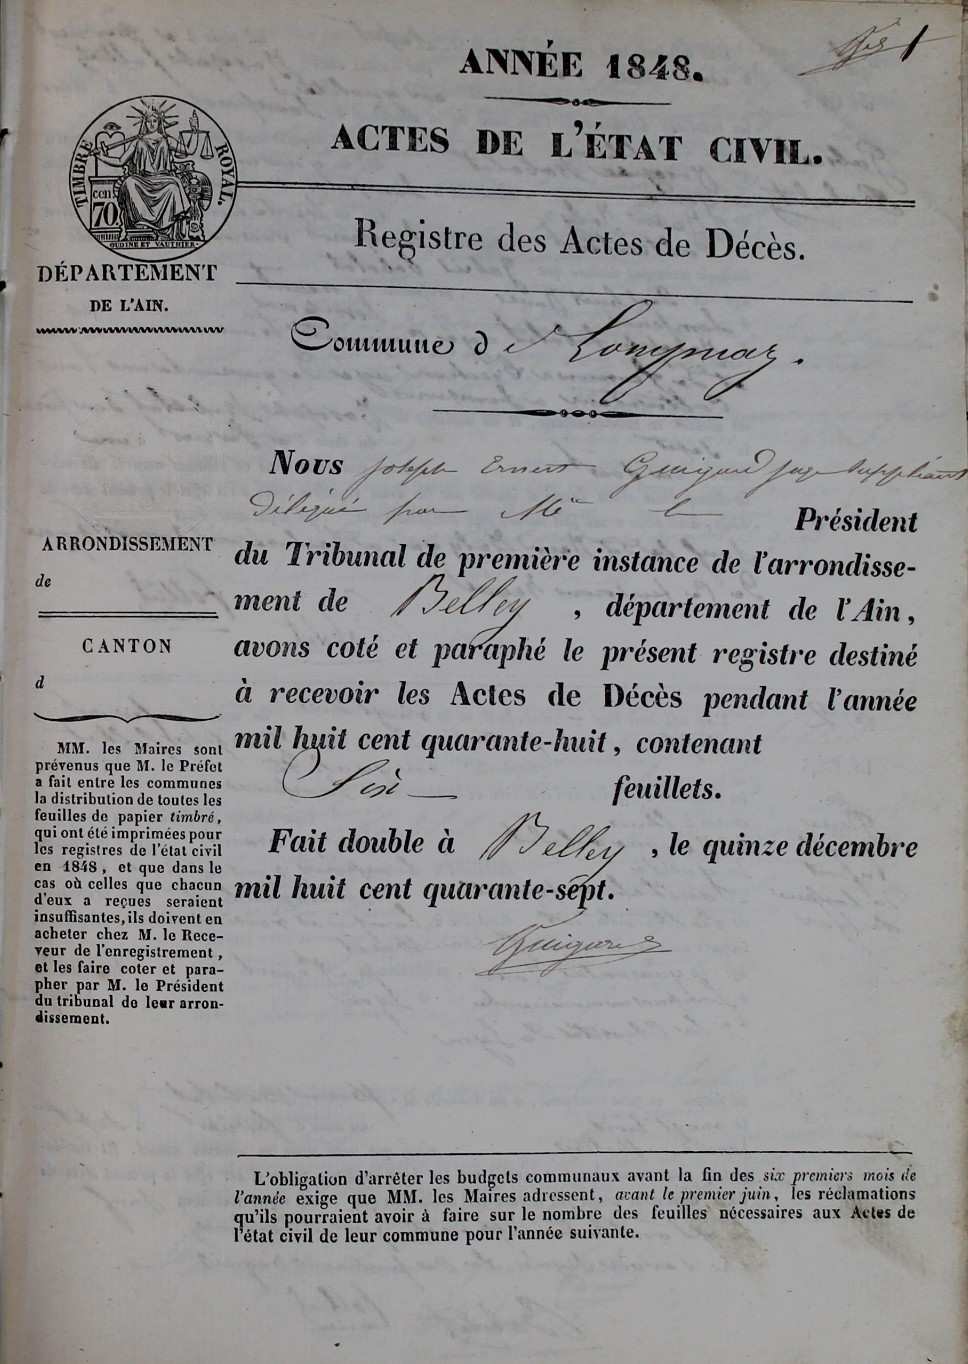 ANNÉE 1848.
ACTES DE L'ÉTAT CIVIL.
TIMBRE ROYAL.
cen
70
OUDINE ET VAUTHIER
Registre des Actes de Décès.
DÉPARTEMENT
DE L'AIN.
Commune d
Nous Joseph Ernest Guigard juge Suppléant
Délégué par Mr le Président
du Tribunal de première instance de l'arrondisse-
ment de Belley, département de l'Ain,
avons coté et paraphé le présent registre destiné
à recevoir les Actes de Décès pendant l'année
mil huit cent quarante-huit, contenant
Six feuillets.
Fait double à Belley, le quinze décembre
mil huit cent quarante-sept.
ARRONDISSEMENT
de
CANTON
d
MM. les Maires sont
prévenus que M. le Préfet
a fait entre les communes
la distribution de toutes les
feuilles de papier timbré,
qui ont été imprimées pour
les registres de l'état civil
en 1848, et que dans le
cas où celles que chacun
d'eux a reçues seraient
insuffisantes, ils doivent en
acheter chez M. le Rece-
veur de l'enregistrement,
et les faire coter et para-
pher par M. le Président
du tribunal de leur arron-
dissement.
L'obligation d'arrêter les budgets communaux avant la fin des six premiers mois de
l'année exige que MM. les Maires adressent, avant le premier juin, les réclamations
qu'ils pourraient avoir à faire sur le nombre des feuilles nécessaires aux Actes de
l'état civil de leur commune pour l'année suivante.